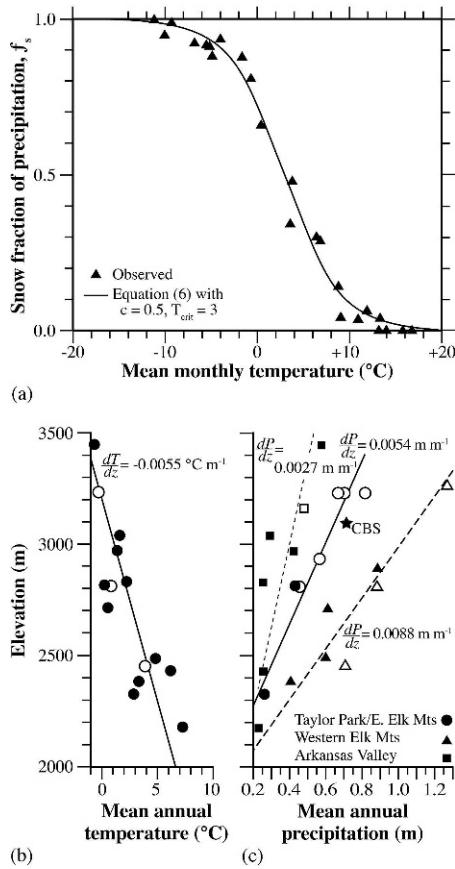 Snow fraction of precipitation, fs
1.0
0.5
0.0
▲ Observed
— Equation (6) with
c = 0.5, Tcrit = 3
-20 -10 0 +10 +20
Mean monthly temperature (°C)
(a)
3500
3000
2500
2000
Elevation (m)
dT/dz = -0.0055 °C m-1
0 5 10
Mean annual
temperature (°C)
(b)
dP/dz = 0.0027 m m-1
dP/dz = 0.0054 m m-1
CBS
dP/dz = 0.0088 m m-1
Taylor Park/E. Elk Mts ●
Western Elk Mts ▲
Arkansas Valley ■
0.2 0.4 0.6 0.8 1.0 1.2
Mean annual
precipitation (m)
(c)